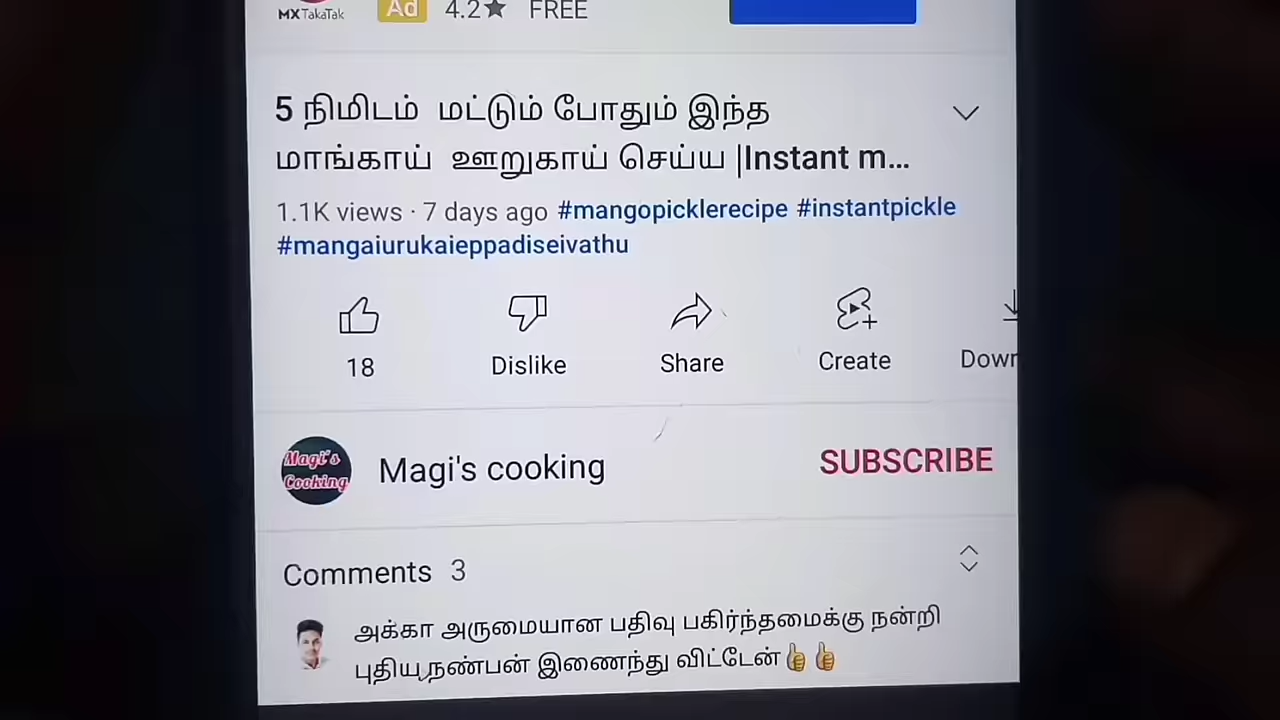 MX TakaTak Ad 4.2★ FREE
5 நிமிடம் மட்டும் போதும் இந்த
மாங்காய் ஊறுகாய் செய்ய |Instant m...
1.1K views · 7 days ago #mangopicklerecipe #instantpickle
#mangaiurukaieppadiseivathu
18 Dislike Share Create Down
Magi's Cooking Magi's cooking SUBSCRIBE
Comments 3
அக்கா அருமையான பதிவு பகிர்ந்தமைக்கு நன்றி
புதிய நண்பன் இணைந்து விட்டேன்👍👍